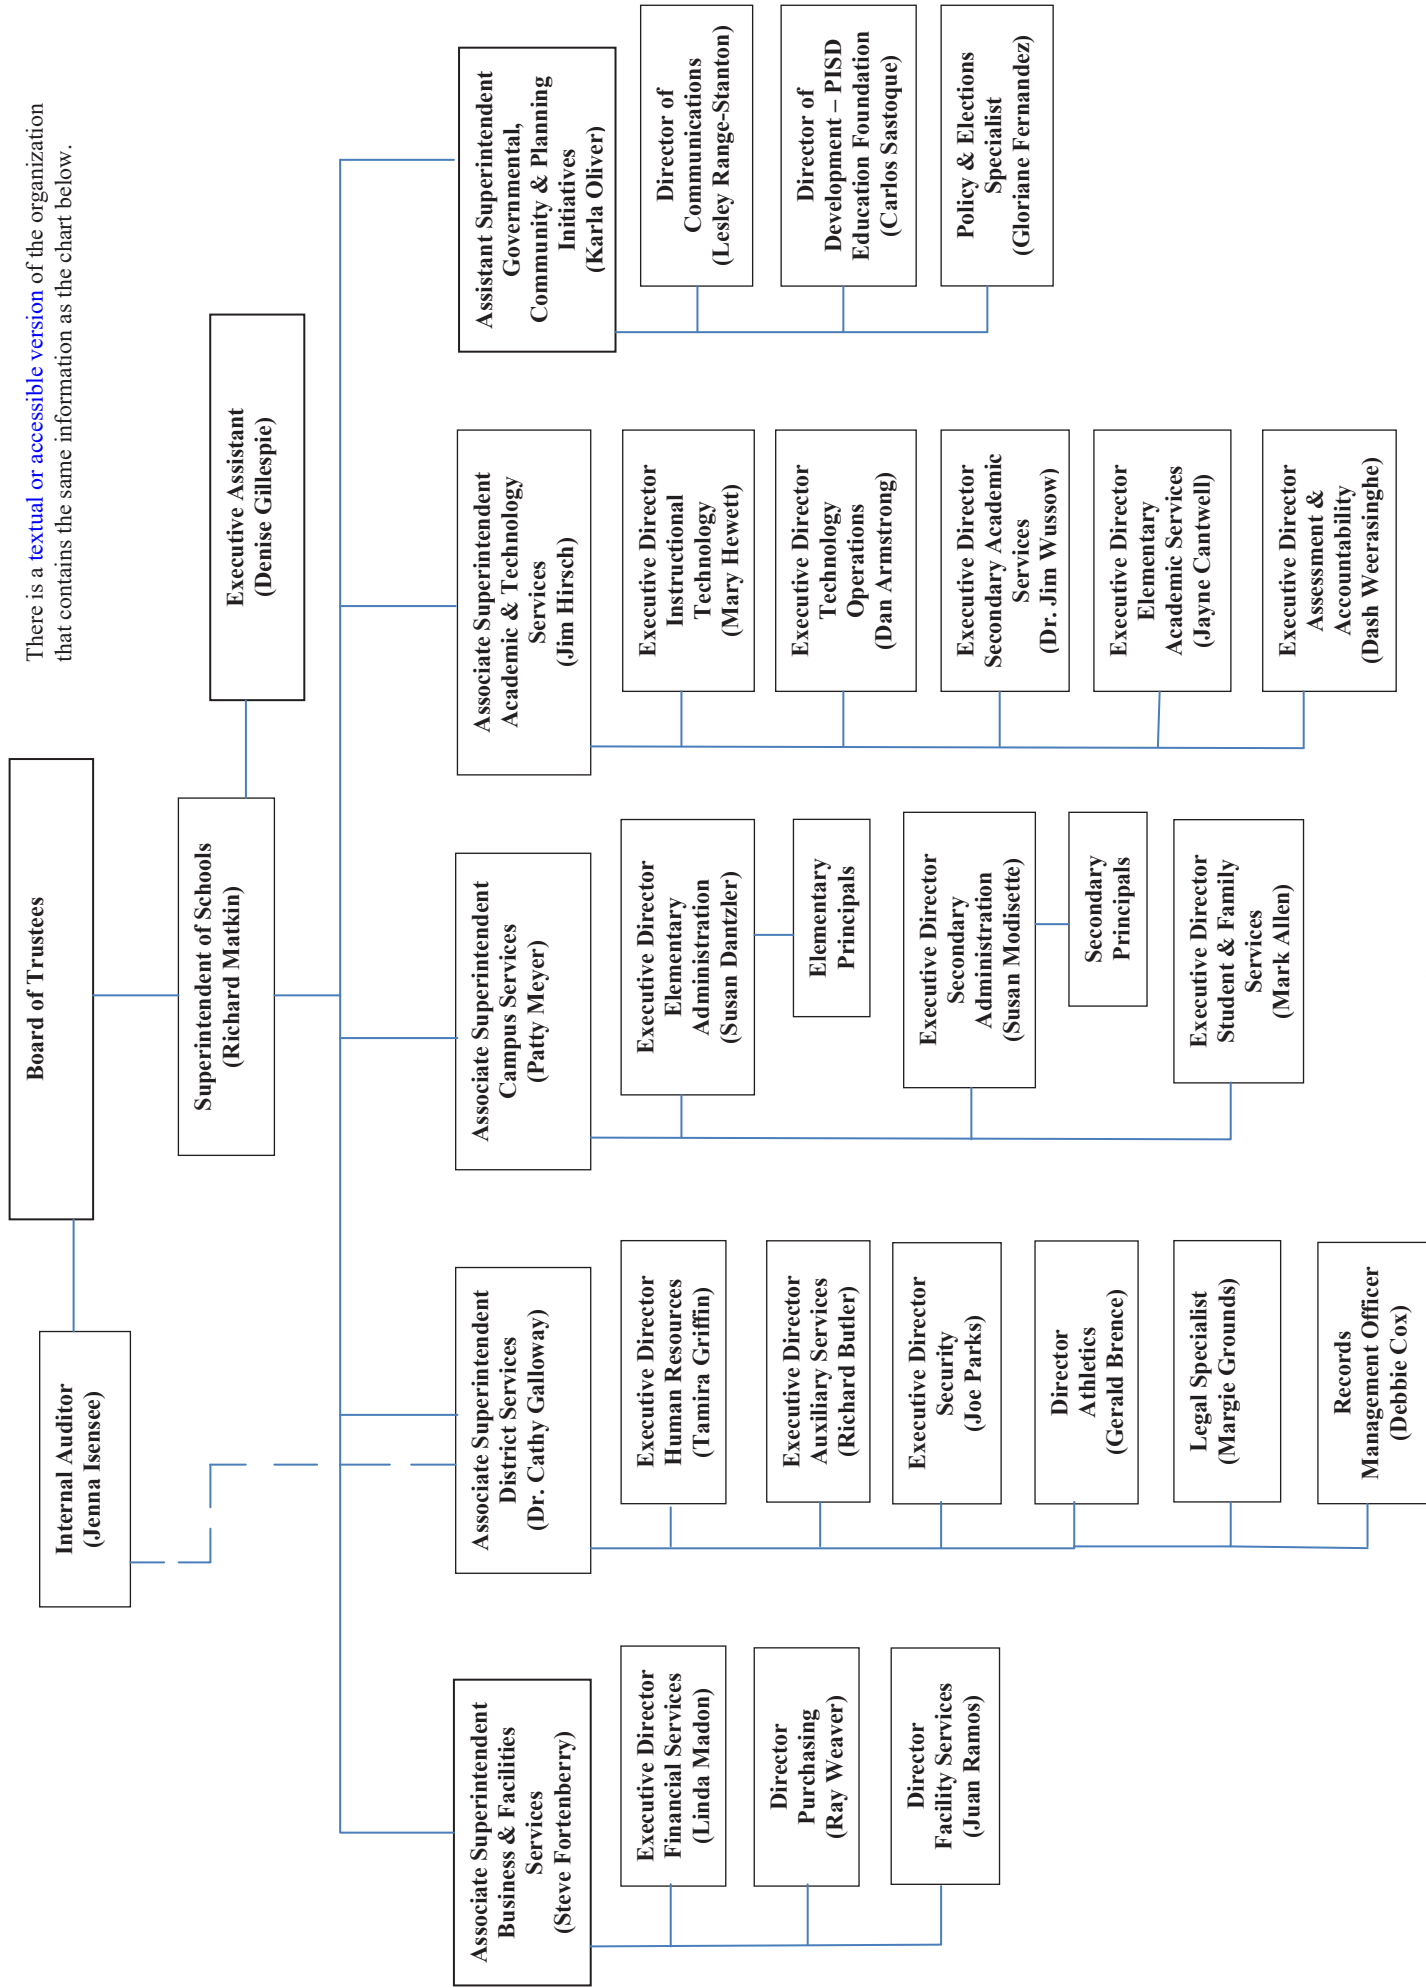 There is a textual or accessible version of the organization
that contains the same information as the chart below.
Board of Trustees
Internal Auditor
(Jenna Isensee)
Superintendent of Schools
(Richard Matkin)
Executive Assistant
(Denise Gillespie)
Associate Superintendent
Business & Facilities
Services
(Steve Fortenberry)
Executive Director
Financial Services
(Linda Madon)
Director
Purchasing
(Ray Weaver)
Director
Facility Services
(Juan Ramos)
Associate Superintendent
District Services
(Dr. Cathy Galloway)
Executive Director
Human Resources
(Tamira Griffin)
Executive Director
Auxiliary Services
(Richard Butler)
Executive Director
Security
(Joe Parks)
Director
Athletics
(Gerald Brence)
Legal Specialist
(Margie Grounds)
Records
Management Officer
(Debbie Cox)
Associate Superintendent
Campus Services
(Patty Meyer)
Executive Director
Elementary
Administration
(Susan Dantzler)
Elementary
Principals
Executive Director
Secondary
Administration
(Susan Modisette)
Secondary
Principals
Executive Director
Student & Family
Services
(Mark Allen)
Associate Superintendent
Academic & Technology
Services
(Jim Hirsch)
Executive Director
Instructional
Technology
(Mary Hewett)
Executive Director
Technology
Operations
(Dan Armstrong)
Executive Director
Secondary Academic
Services
(Dr. Jim Wussow)
Executive Director
Elementary
Academic Services
(Jayne Cantwell)
Executive Director
Assessment &
Accountability
(Dash Weerasinghe)
Assistant Superintendent
Governmental,
Community & Planning
Initiatives
(Karla Oliver)
Director of
Communications
(Lesley Range-Stanton)
Director of
Development – PISD
Education Foundation
(Carlos Sastoque)
Policy & Elections
Specialist
(Gloriane Fernandez)